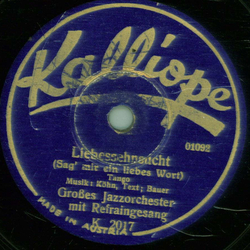 Kalliope
01092
Liebessehnsucht
(Sag' mir ein liebes Wort)
Tango
Musik: Köhn, Text: Bauer
Großes Jazzorchester
mit Refraingesang
K 2017
MADE IN AUSTRIA